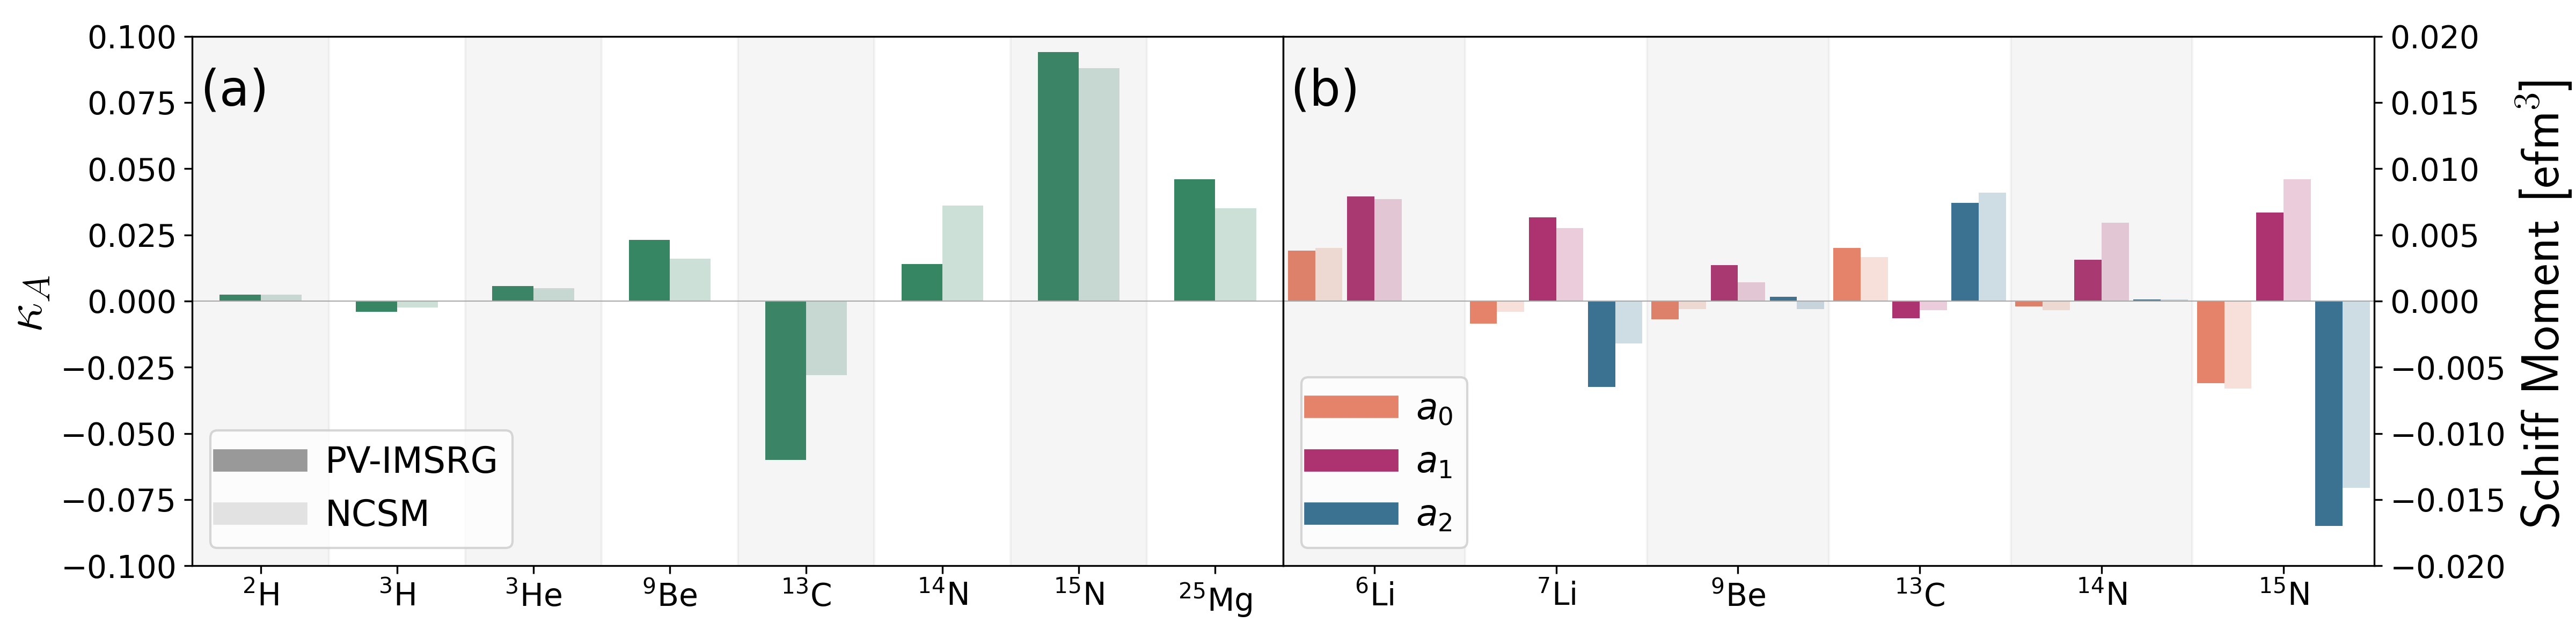 (a)
κ_A
0.100
0.075
0.050
0.025
0.000
−0.025
−0.050
−0.075
−0.100
PV-IMSRG
NCSM
²H ³H ³He ⁹Be ¹³C ¹⁴N ¹⁵N ²⁵Mg
(b)
a₀
a₁
a₂
⁶Li ⁷Li ⁹Be ¹³C ¹⁴N ¹⁵N
0.020
0.015
0.010
0.005
0.000
−0.005
−0.010
−0.015
−0.020
Schiff Moment [efm³]